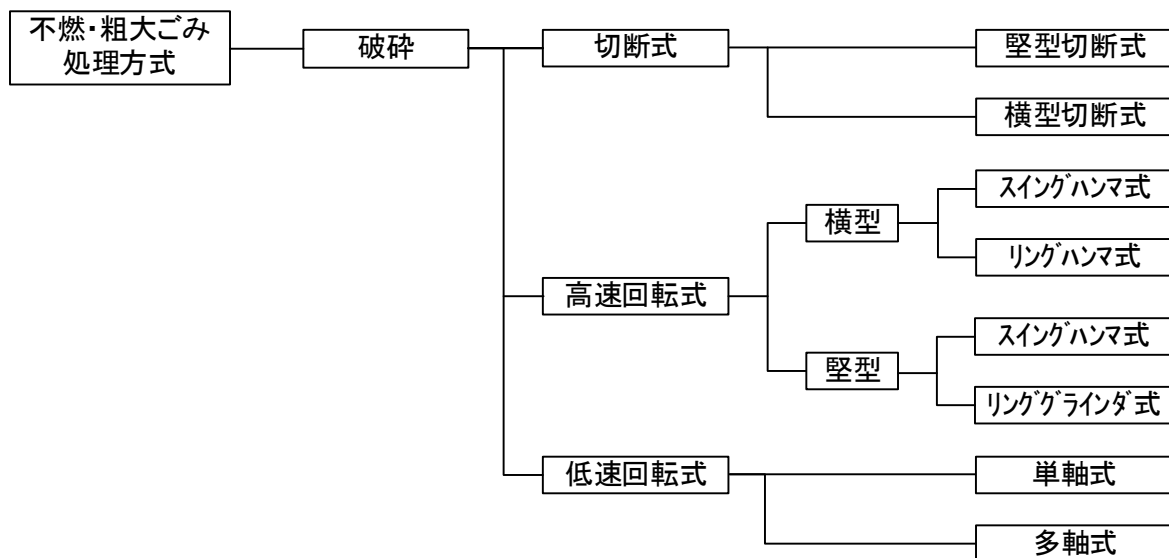 不燃・粗大ごみ
処理方式
破砕
切断式
竪型切断式
横型切断式
高速回転式
横型
スイングハンマ式
リングハンマ式
竪型
スイングハンマ式
リンググラインダ式
低速回転式
単軸式
多軸式